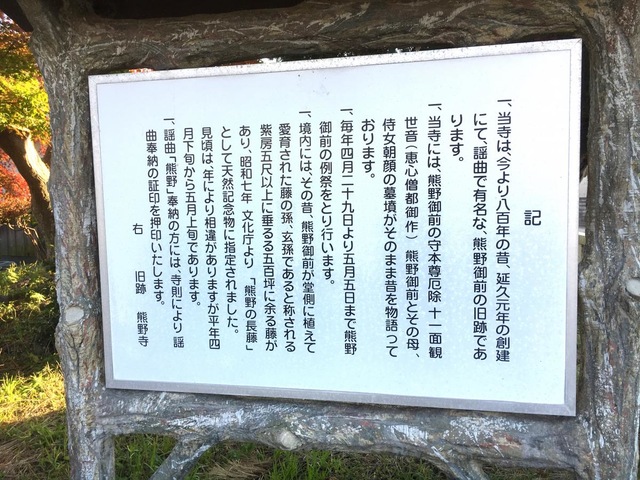 記
一、当寺は、今より八百年の昔、延久元年の創建
にて、謡曲で有名な、熊野御前の旧跡であ
ります。
一、当寺には、熊野御前の守本尊厄除 十一面観
世音(恵心僧都御作) 熊野御前とその母、
侍女朝顔の墓墳がそのまま昔を物語って
おります。
一、毎年四月二十九日より五月五日まで熊野
御前の例祭をとり行います。
一、境内には、その昔、熊野御前が堂側に植えて
愛育された藤の孫、玄孫であると称される
紫房五尺以上に垂るる五百坪に余る藤が
あり、昭和七年 文化庁より、「熊野の長藤」
として天然記念物に指定されました。
見頃は、年により相違がありますが平年四
月下旬から五月上旬であります。
一、謡曲「熊野」奉納の方には、寺則により謡
曲奉納の証印を押印いたします。
右 旧跡 熊野寺